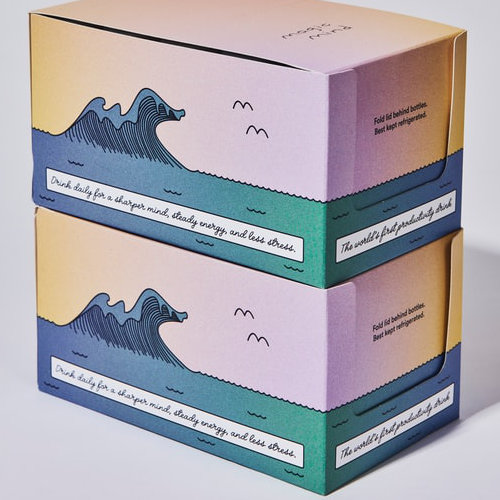 magic
mind
Fold lid behind bottles.
Best kept refrigerated.
Drink daily for a sharper mind, steady energy, and less stress.
The world's first productivity drink
Fold lid behind bottles.
Best kept refrigerated.
Drink daily for a sharper mind, steady energy, and less stress.
The world's first productivity drink